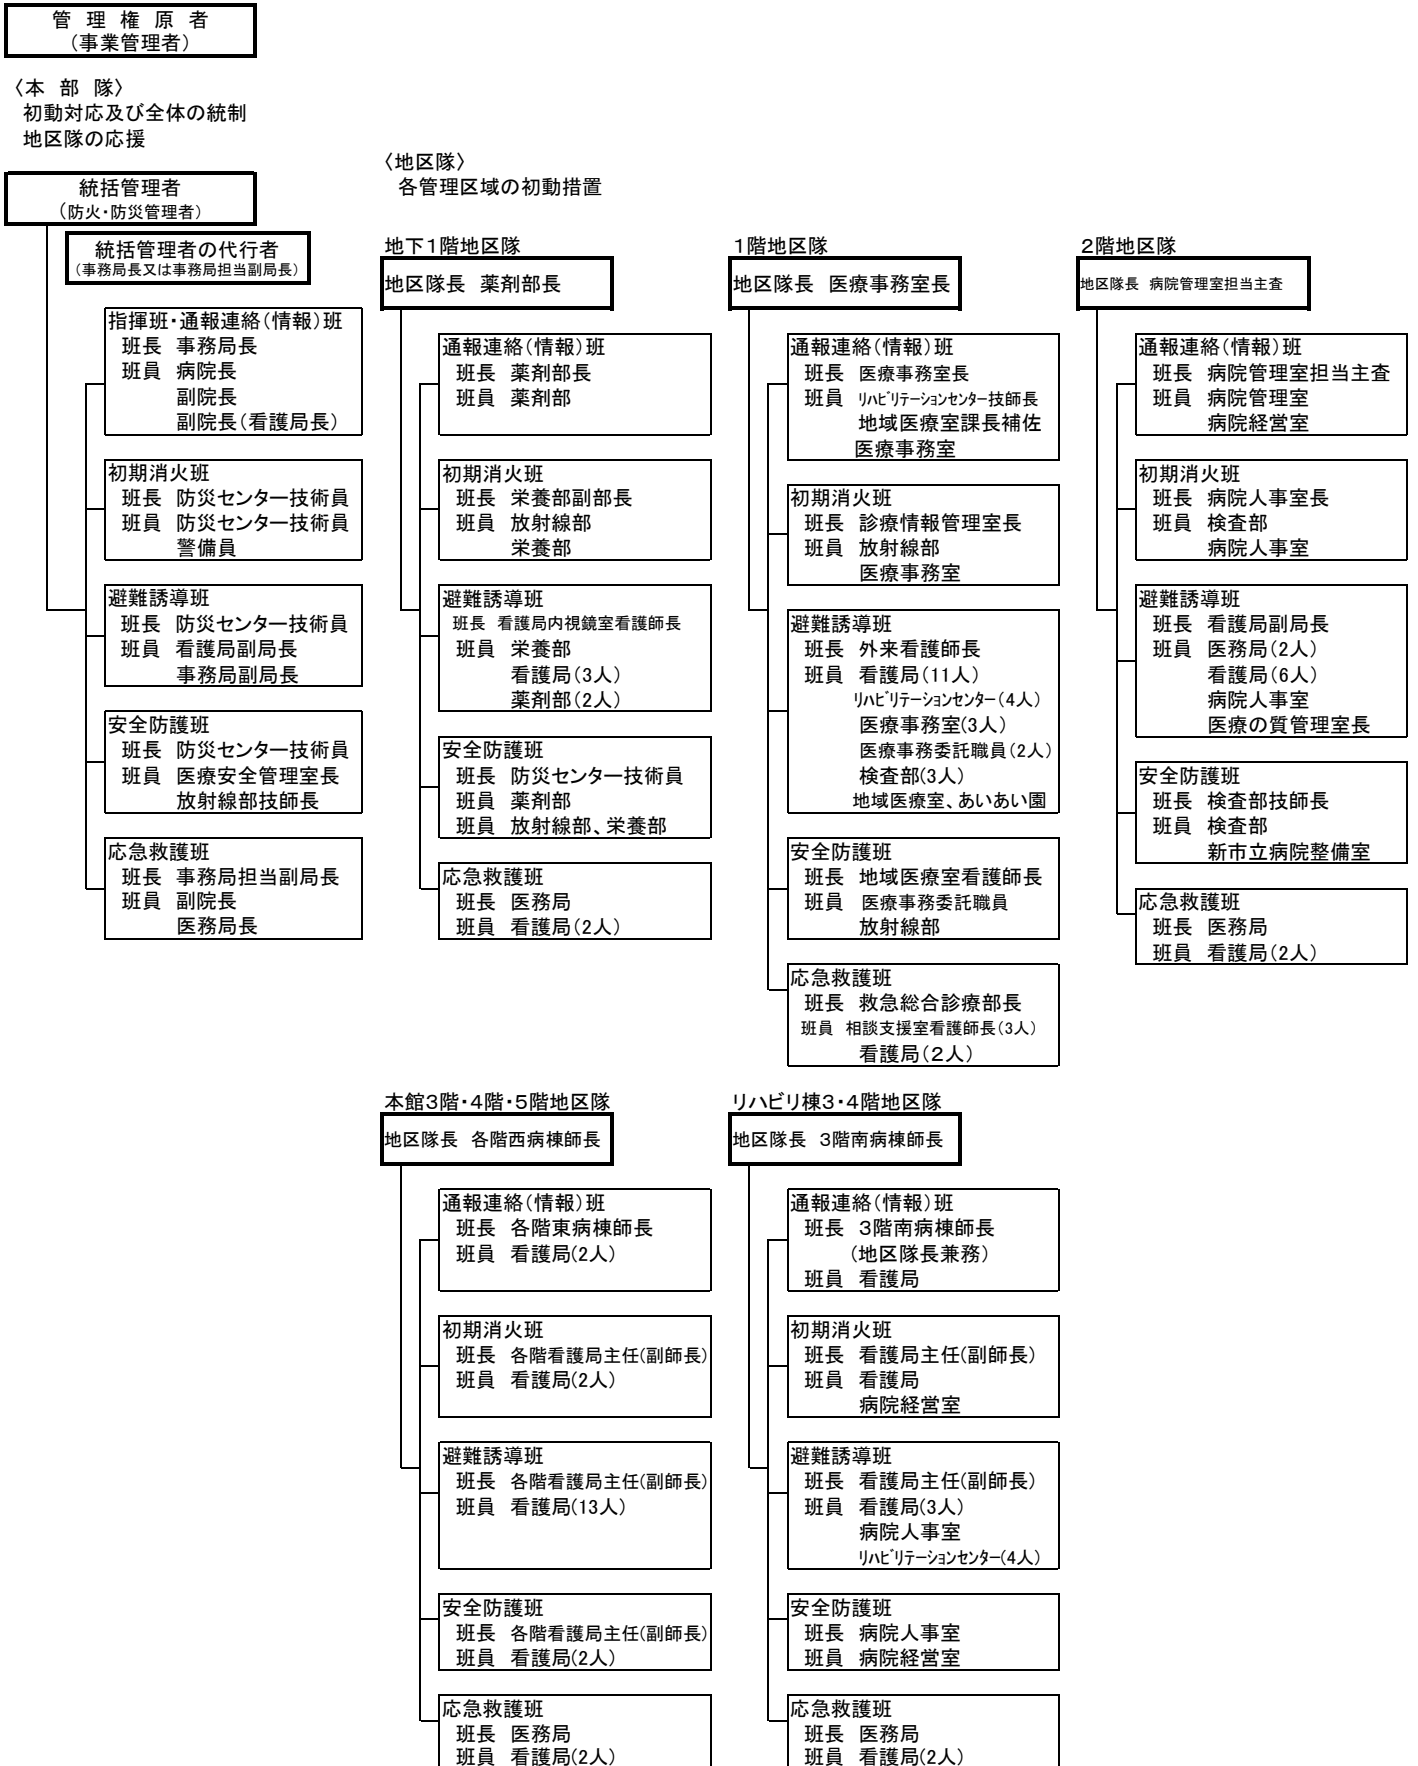 管 理 権 原 者
（事業管理者）
〈本 部 隊〉
初動対応及び全体の統制
地区隊の応援
統括管理者
（防火・防災管理者）
統括管理者の代行者
（事務局長又は事務局担当副局長）
指揮班・通報連絡（情報）班
班長 事務局長
班員 病院長
副院長
副院長（看護局長）
初期消火班
班長 防災センター技術員
班員 防災センター技術員
警備員
避難誘導班
班長 防災センター技術員
班員 看護局副局長
事務局副局長
安全防護班
班長 防災センター技術員
班員 医療安全管理室長
放射線部技師長
応急救護班
班長 事務局担当副局長
班員 副院長
医務局長
〈地区隊〉
各管理区域の初動措置
地下１階地区隊
地区隊長 薬剤部長
通報連絡（情報）班
班長 薬剤部長
班員 薬剤部
初期消火班
班長 栄養部副部長
班員 放射線部
栄養部
避難誘導班
班長 看護局内視鏡室看護師長
班員 栄養部
看護局（3人）
薬剤部（2人）
安全防護班
班長 防災センター技術員
班員 薬剤部
班員 放射線部、栄養部
応急救護班
班長 医務局
班員 看護局（2人）
１階地区隊
地区隊長 医療事務室長
通報連絡（情報）班
班長 医療事務室長
班員 ﾘﾊﾋﾞﾘﾃｰｼｮﾝｾﾝﾀｰ技師長
地域医療室課長補佐
医療事務室
初期消火班
班長 診療情報管理室長
班員 放射線部
医療事務室
避難誘導班
班長 外来看護師長
班員 看護局（11人）
ﾘﾊﾋﾞﾘﾃｰｼｮﾝｾﾝﾀｰ（4人）
医療事務室(3人）
医療事務委託職員（2人）
検査部(3人）
地域医療室、あいあい園
安全防護班
班長 地域医療室看護師長
班員 医療事務委託職員
放射線部
応急救護班
班長 救急総合診療部長
班員 相談支援室看護師長（3人）
看護局（２人）
２階地区隊
地区隊長 病院管理室担当主査
通報連絡（情報）班
班長 病院管理室担当主査
班員 病院管理室
病院経営室
初期消火班
班長 病院人事室長
班員 検査部
病院人事室
避難誘導班
班長 看護局副局長
班員 医務局(2人）
看護局（6人）
病院人事室
医療の質管理室長
安全防護班
班長 検査部技師長
班員 検査部
新市立病院整備室
応急救護班
班長 医務局
班員 看護局（2人）
本館３階・４階・５階地区隊
地区隊長 各階西病棟師長
通報連絡（情報）班
班長 各階東病棟師長
班員 看護局(2人）
初期消火班
班長 各階看護局主任(副師長）
班員 看護局(2人）
避難誘導班
班長 各階看護局主任(副師長）
班員 看護局(13人）
安全防護班
班長 各階看護局主任(副師長）
班員 看護局(2人）
応急救護班
班長 医務局
班員 看護局(2人）
リハビリ棟３・４階地区隊
地区隊長 ３階南病棟師長
通報連絡（情報）班
班長 ３階南病棟師長
（地区隊長兼務）
班員 看護局
初期消火班
班長 看護局主任(副師長）
班員 看護局
病院経営室
避難誘導班
班長 看護局主任(副師長）
班員 看護局(3人）
病院人事室
ﾘﾊﾋﾞﾘﾃｰｼｮﾝｾﾝﾀｰ(4人）
安全防護班
班長 病院人事室
班員 病院経営室
応急救護班
班長 医務局
班員 看護局(2人）